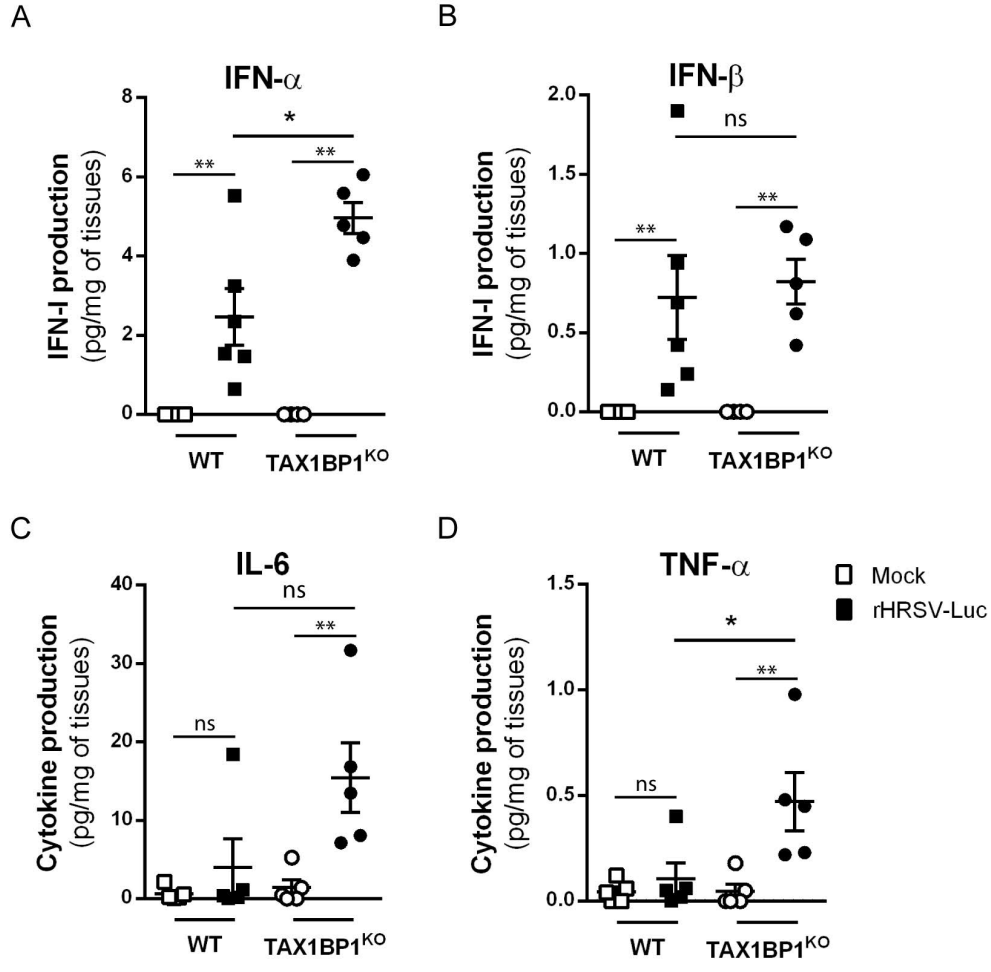 A
IFN-α
IFN-I production
(pg/mg of tissues)
8
6
4
2
0
**
*
**
WT
TAX1BP1KO
B
IFN-β
IFN-I production
(pg/mg of tissues)
2.0
1.5
1.0
0.5
0.0
**
ns
**
WT
TAX1BP1KO
C
IL-6
Cytokine production
(pg/mg of tissues)
40
30
20
10
0
ns
ns
**
WT
TAX1BP1KO
D
TNF-α
Cytokine production
(pg/mg of tissues)
1.5
1.0
0.5
0.0
ns
*
**
WT
TAX1BP1KO
Mock
rHRSV-Luc